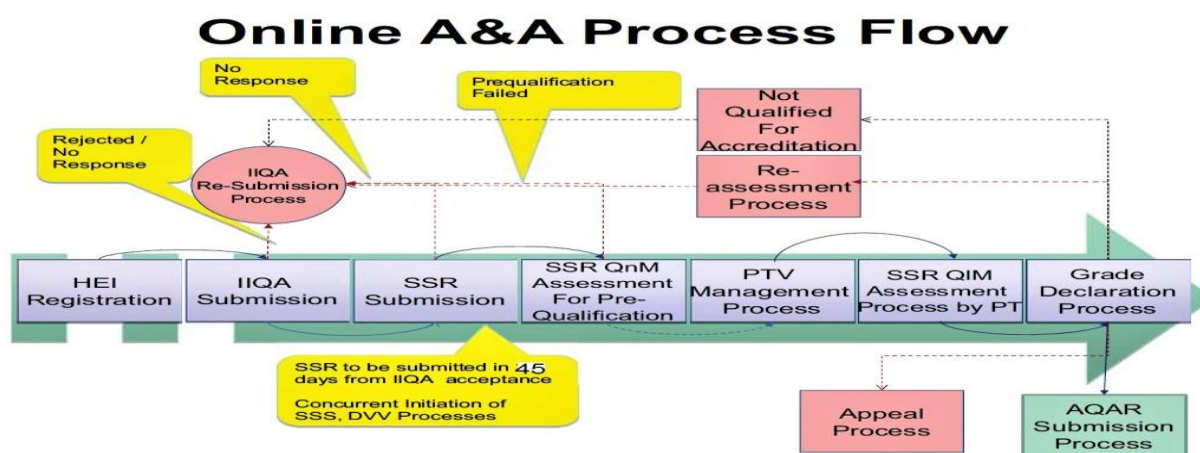 Online A&A Process Flow
No
Response
Prequalification
Failed
Not
Qualified
For
Accreditation
Rejected /
No
Response
IIQA
Re-Submission
Process
Re-
assessment
Process
HEI
Registration
IIQA
Submission
SSR
Submission
SSR QnM
Assessment
For Pre-
Qualification
PTV
Management
Process
SSR QIM
Assessment
Process by PT
Grade
Declaration
Process
SSR to be submitted in 45
days from IIQA acceptance
Concurrent Initiation of
SSS, DVV Processes
Appeal
Process
AQAR
Submission
Process